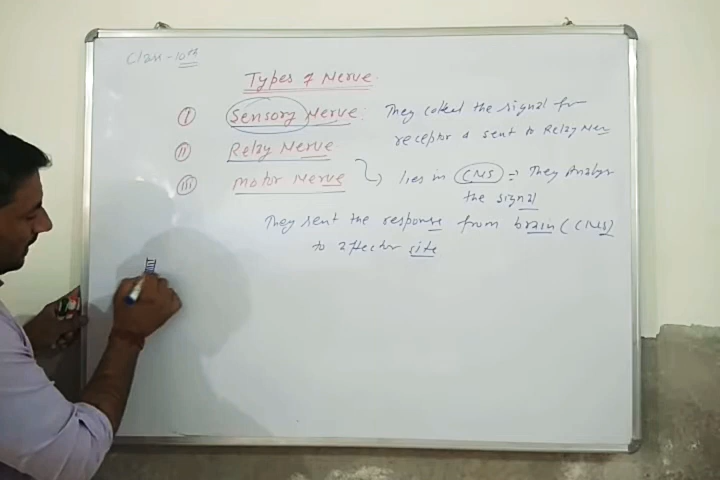 Class-10th
Types of Nerve
I Sensory Nerve: They collect the signal from
receptor & sent to Relay Ner
II Relay Nerve
lies in CNS = They Analyse
III Motor Nerve
the signal
They sent the response from brain (CNS)
to effector site